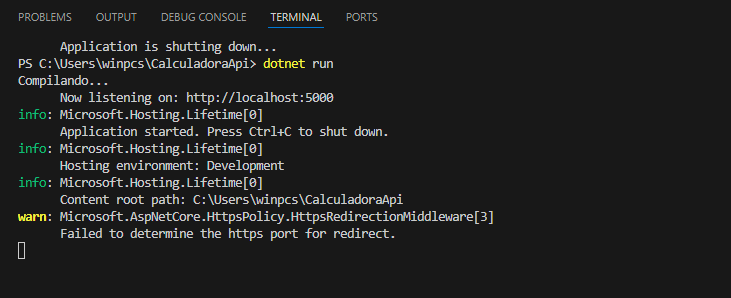 PROBLEMS OUTPUT DEBUG CONSOLE TERMINAL PORTS
Application is shutting down...
PS C:\Users\winpcs\CalculadoraApi> dotnet run
Compilando...
Now listening on: http://localhost:5000
info: Microsoft.Hosting.Lifetime[0]
Application started. Press Ctrl+C to shut down.
info: Microsoft.Hosting.Lifetime[0]
Hosting environment: Development
info: Microsoft.Hosting.Lifetime[0]
Content root path: C:\Users\winpcs\CalculadoraApi
warn: Microsoft.AspNetCore.HttpsPolicy.HttpsRedirectionMiddleware[3]
Failed to determine the https port for redirect.